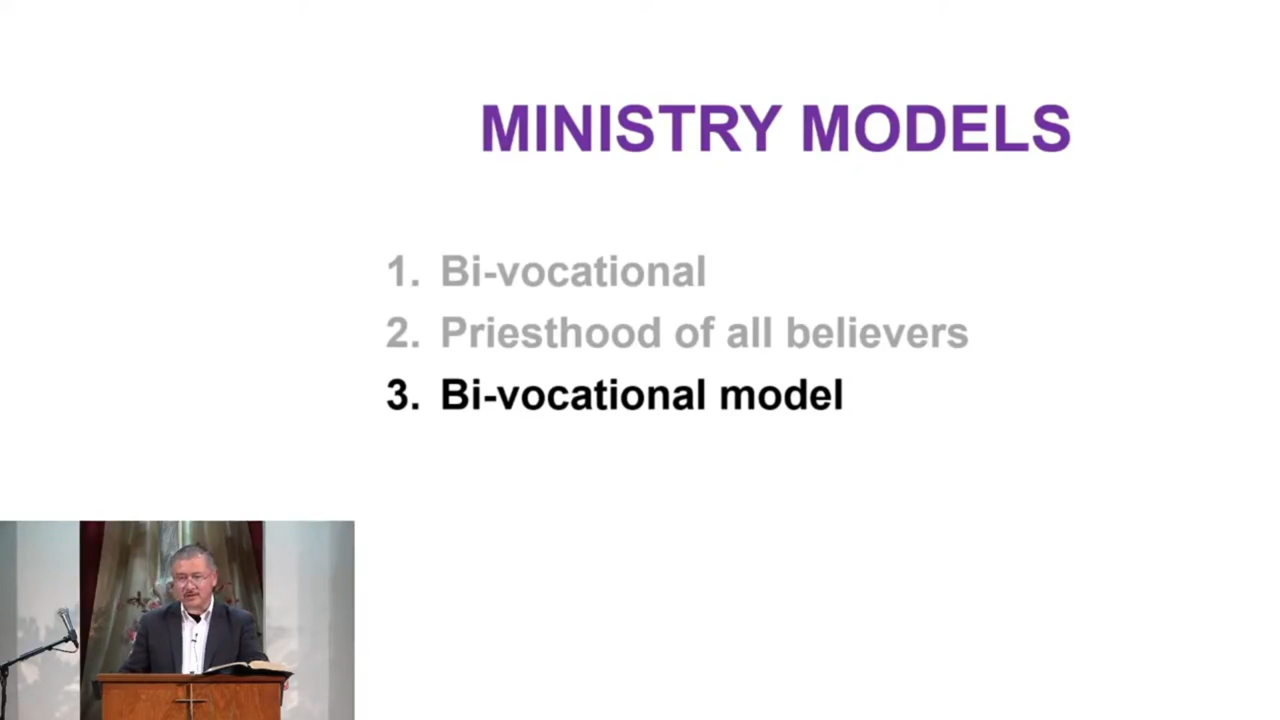 MINISTRY MODELS
1. Bi-vocational
2. Priesthood of all believers
3. Bi-vocational model